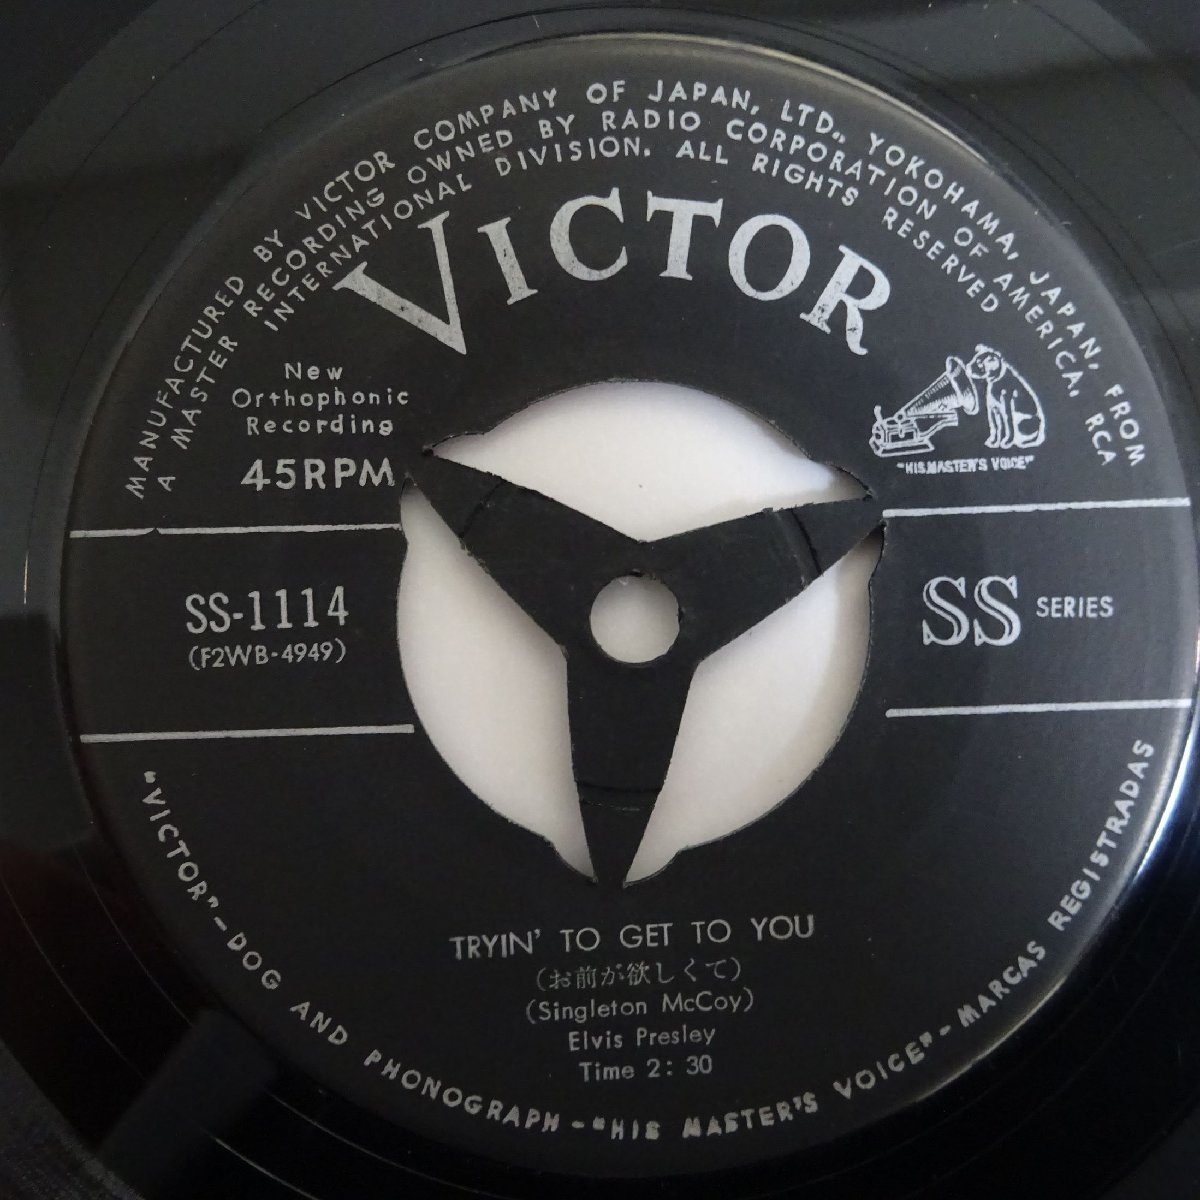 MANUFACTURED BY VICTOR COMPANY OF JAPAN, LTD., YOKOHAMA, JAPAN, FROM
A MASTER RECORDING OWNED BY RADIO CORPORATION OF AMERICA, RCA
INTERNATIONAL DIVISION. ALL RIGHTS RESERVED
VICTOR
New
Orthophonic
Recording
45RPM
"HIS MASTER'S VOICE"
SS-1114
(F2WB-4949)
SS SERIES
TRYIN' TO GET TO YOU
(お前が欲しくて)
(Singleton McCoy)
Elvis Presley
Time 2:30
"VICTOR"-DOG AND PHONOGRAPH-"HIS MASTER'S VOICE"-MARCAS REGISTRADAS